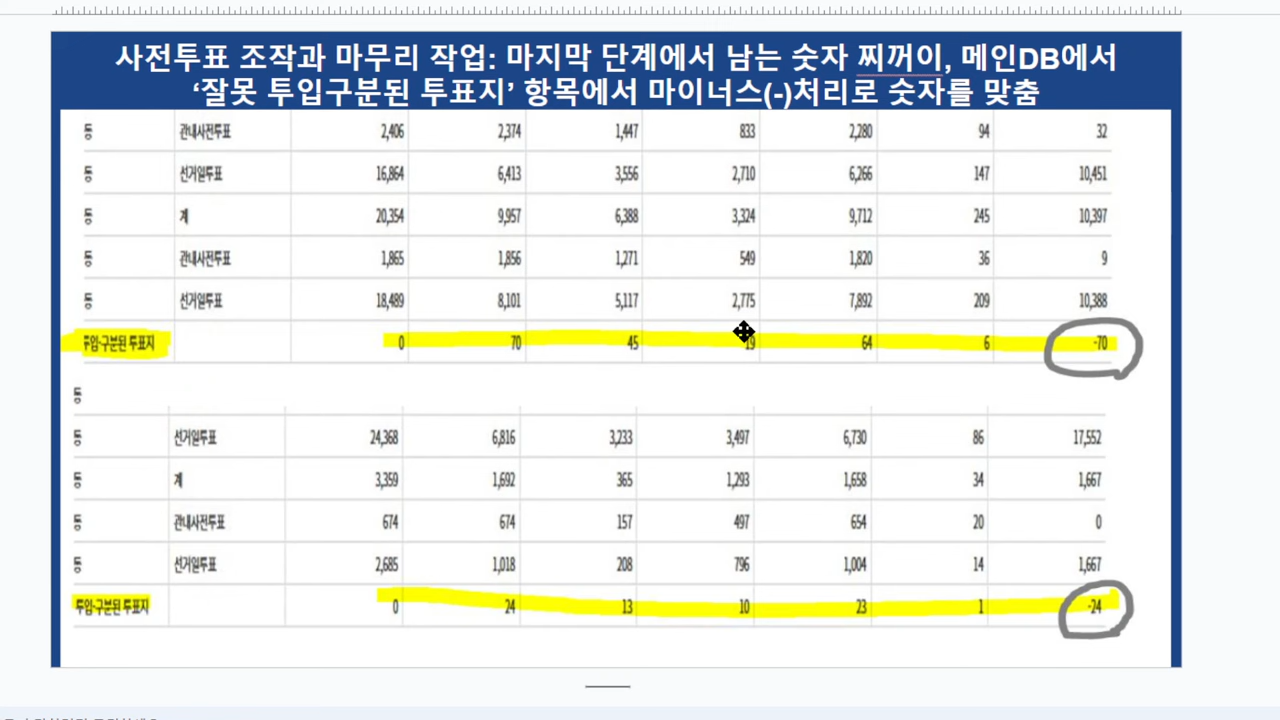 사전투표 조작과 마무리 작업: 마지막 단계에서 남는 숫자 찌꺼이, 메인DB에서
‘잘못 투입구분된 투표지’ 항목에서 마이너스(-)처리로 숫자를 맞춤
동 관내사전투표 2,406 2,374 1,447 833 2,280 94 32
동 선거일투표 16,864 6,413 3,556 2,710 6,266 147 10,451
동 계 20,354 9,957 6,388 3,324 9,712 245 10,397
동 관내사전투표 1,865 1,856 1,271 549 1,820 36 9
동 선거일투표 18,489 8,101 5,117 2,775 7,892 209 10,388
투입·구분된 투표지 0 70 45 19 64 6 -70
동
동 선거일투표 24,368 6,816 3,233 3,497 6,730 86 17,552
동 계 3,359 1,692 365 1,293 1,658 34 1,667
동 관내사전투표 674 674 157 497 654 20 0
동 선거일투표 2,685 1,018 208 796 1,004 14 1,667
투입·구분된 투표지 0 24 13 10 23 1 -24